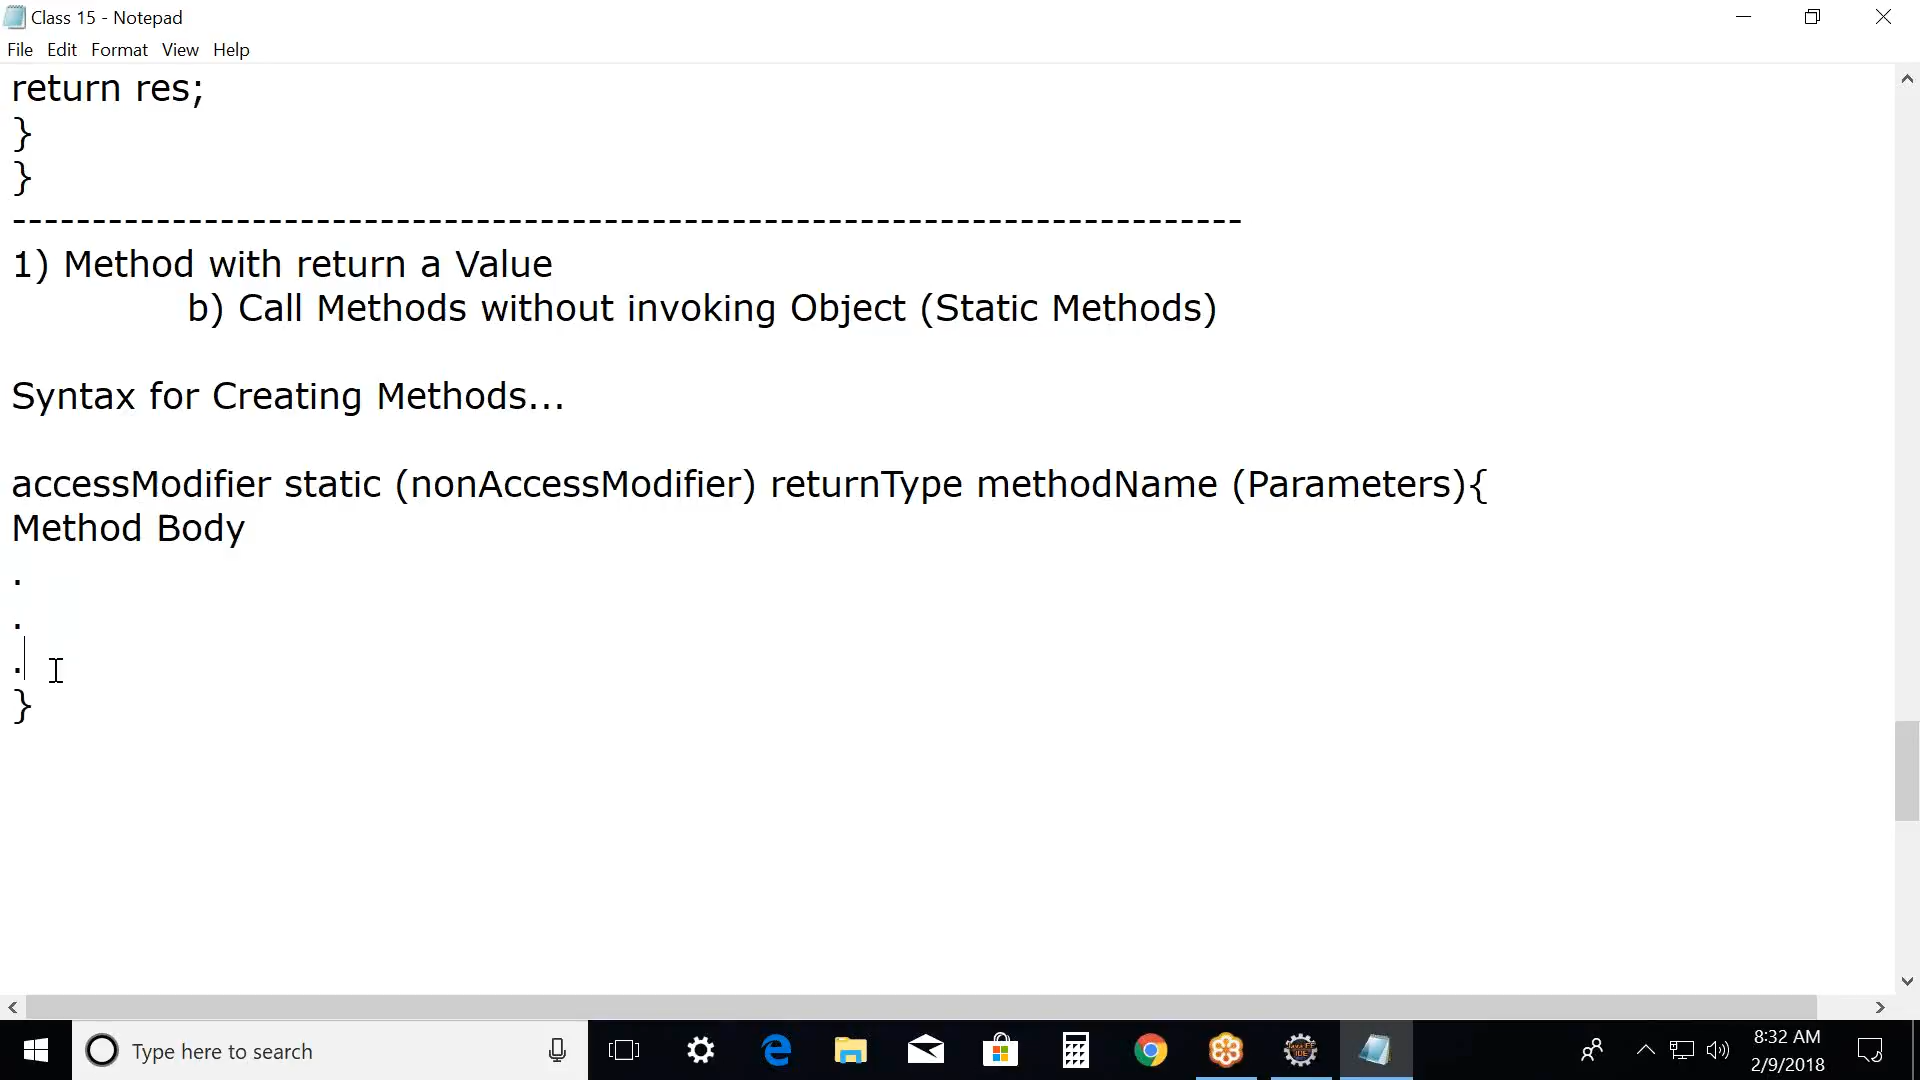 Class 15 - Notepad
File Edit Format View Help
return res;
}
}
-----------------------------------------------------------------------------
1) Method with return a Value
b) Call Methods without invoking Object (Static Methods)
Syntax for Creating Methods...
accessModifier static (nonAccessModifier) returnType methodName (Parameters){
Method Body
.
.
.
}
Type here to search
8:32 AM
2/9/2018